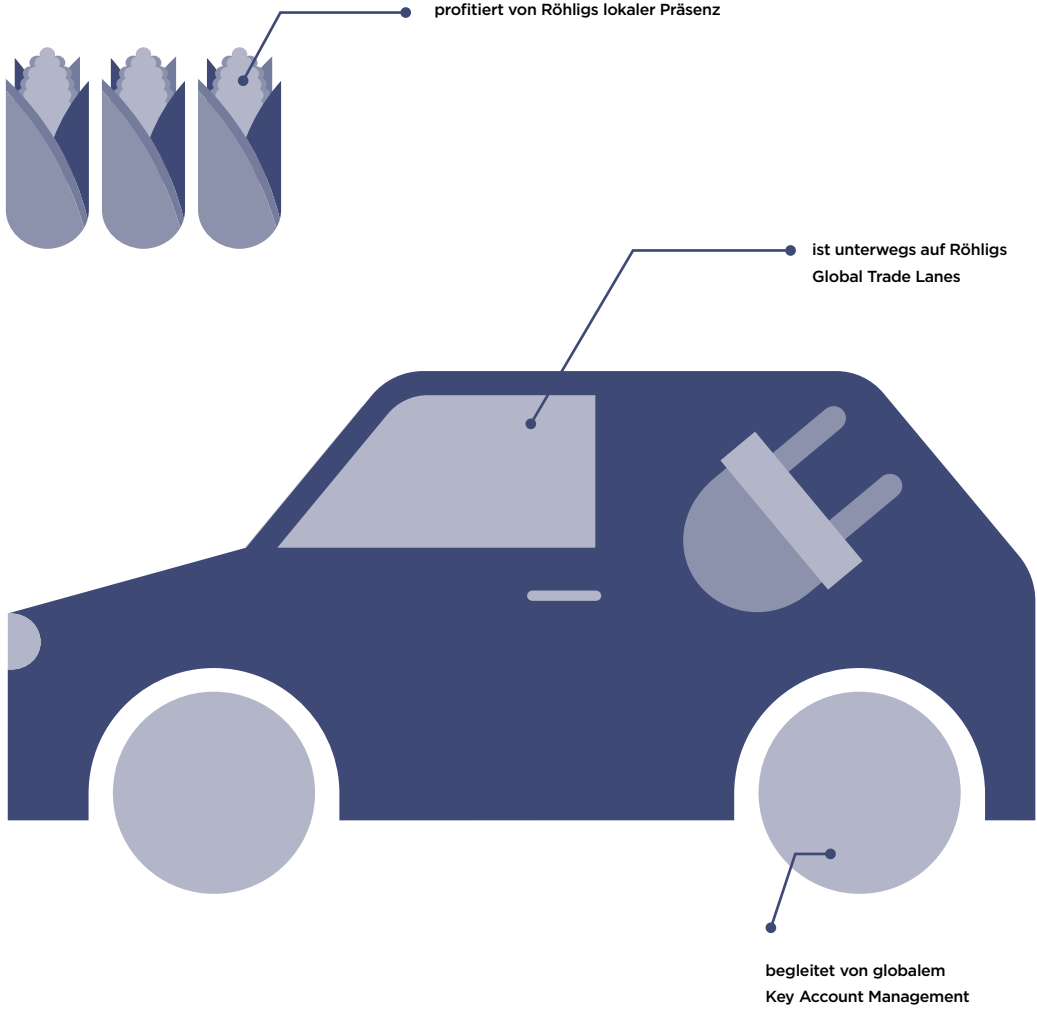 profitiert von Röhligs lokaler Präsenz
ist unterwegs auf Röhligs
Global Trade Lanes
begleitet von globalem
Key Account Management